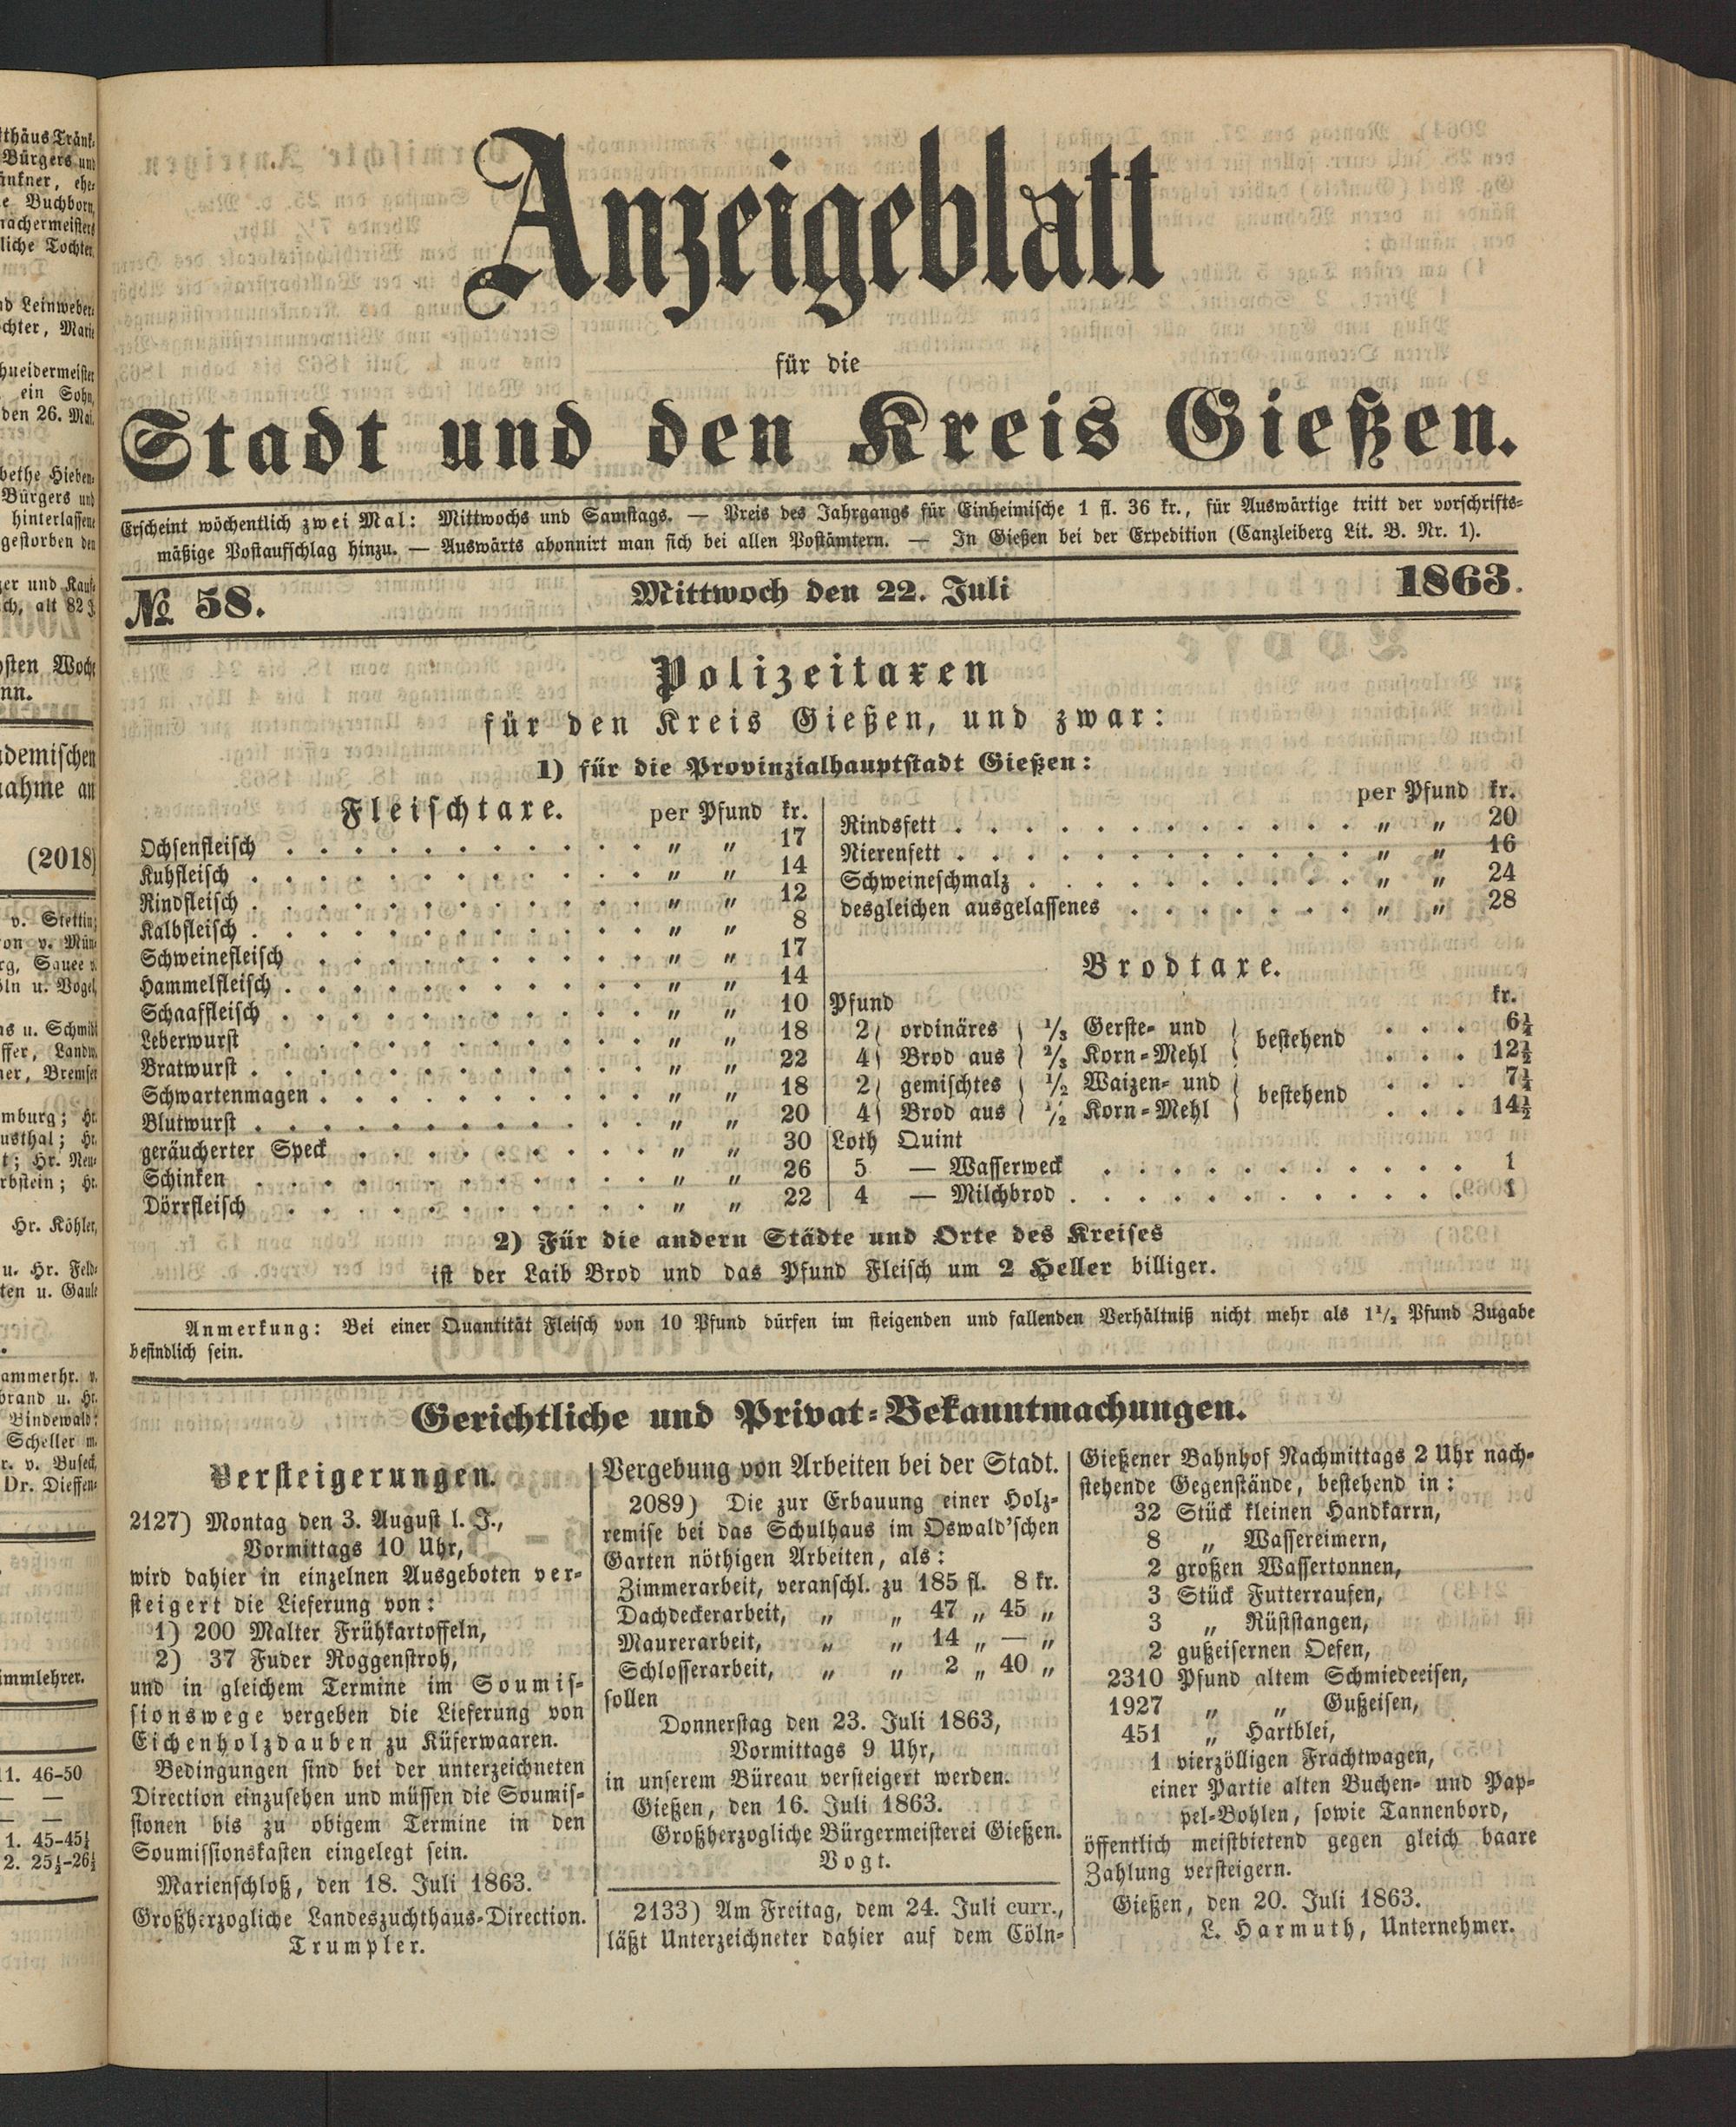 Anzeigeblatt
für die
Stadt und den Kreis Gießen.
Erscheint wöchentlich zwei Mal: Mittwochs und Samstags. — Preis des Jahrgangs für Einheimische 1 fl. 36 kr., für Auswärtige tritt der vorschrifts-
mäßige Postaufschlag hinzu. — Auswärts abonnirt man sich bei allen Postämtern. — In Gießen bei der Expedition (Canzleiberg Lit. B. Nr. 1).
№ 58. Mittwoch den 22. Juli 1863.
Polizeitaxen
für den Kreis Gießen, und zwar:
1) für die Provinzialhauptstadt Gießen:
Fleischtaxe. per Pfund kr.
Ochsenfleisch . . . „ „ 17
Kuhfleisch . . . „ „ 14
Rindfleisch . . . „ „ 12
Kalbfleisch . . . „ „ 8
Schweinefleisch . . . „ „ 17
Hammelfleisch . . . „ „ 14
Schaaffleisch . . . „ „ 10
Leberwurst . . . „ „ 18
Bratwurst . . . „ „ 22
Schwartenmagen . . . „ „ 18
Blutwurst . . . „ „ 20
geräucherter Speck . . . „ „ 30
Schinken . . . „ „ 26
Dörrfleisch . . . „ „ 22
per Pfund kr.
Rindsfett . . . „ „ 20
Nierenfett . . . „ „ 16
Schweineschmalz . . . „ „ 24
desgleichen ausgelassenes . . . „ „ 28
Brodtaxe.
Pfund kr.
2 ordinäres 1/3 Gerste- und bestehend . . . 6¼
4 Brod aus 2/3 Korn-Mehl . . . 12½
2 gemischtes 1/2 Waizen- und bestehend . . . 7¼
4 Brod aus 1/2 Korn-Mehl . . . 14½
Loth Quint
5 — Wasserweck . . . 1
4 — Milchbrod . . . 1
2) Für die andern Städte und Orte des Kreises
ist der Laib Brod und das Pfund Fleisch um 2 Heller billiger.
Anmerkung: Bei einer Quantität Fleisch von 10 Pfund dürfen im steigenden und fallenden Verhältniß nicht mehr als 1½ Pfund Zugabe
befindlich sein.
Gerichtliche und Privat-Bekanntmachungen.
Versteigerungen.
2127) Montag den 3. August l. J.,
Vormittags 10 Uhr,
wird dahier in einzelnen Ausgeboten ver-
steigert die Lieferung von:
1) 200 Malter Frühkartoffeln,
2) 37 Fuder Roggenstroh,
und in gleichem Termine im Soumis-
sionswege vergeben die Lieferung von
Eichenholzdauben zu Küferwaaren.
Bedingungen sind bei der unterzeichneten
Direction einzusehen und müssen die Soumis-
sionen bis zu obigem Termine in den
Soumissionskasten eingelegt sein.
Marienschloß, den 18. Juli 1863.
Großherzogliche Landeszuchthaus-Direction.
Trumpler.
Vergebung von Arbeiten bei der Stadt.
2089) Die zur Erbauung einer Holz-
remise bei das Schulhaus im Oswald'schen
Garten nöthigen Arbeiten, als:
Zimmerarbeit, veranschl. zu 185 fl. 8 kr.
Dachdeckerarbeit, „ „ 47 „ 45 „
Maurerarbeit, „ „ 14 „ — „
Schlosserarbeit, „ „ 2 „ 40 „
sollen
Donnerstag den 23. Juli 1863,
Vormittags 9 Uhr,
in unserem Büreau versteigert werden.
Gießen, den 16. Juli 1863.
Großherzogliche Bürgermeisterei Gießen.
Vogt.
2133) Am Freitag, dem 24. Juli curr.,
läßt Unterzeichneter dahier auf dem Cöln-
Gießener Bahnhof Nachmittags 2 Uhr nach-
stehende Gegenstände, bestehend in:
32 Stück kleinen Handkarrn,
8 „ Wassereimern,
2 großen Wassertonnen,
3 Stück Futterraufen,
3 „ Rüststangen,
2 gußeisernen Oefen,
2310 Pfund altem Schmiedeeisen,
1927 „ „ Gußeisen,
451 „ Hartblei,
1 vierzölligen Frachtwagen,
einer Partie alten Buchen- und Pap-
pel-Bohlen, sowie Tannenbord,
öffentlich meistbietend gegen gleich baare
Zahlung versteigern.
Gießen, den 20. Juli 1863.
L. Harmuth, Unternehmer.